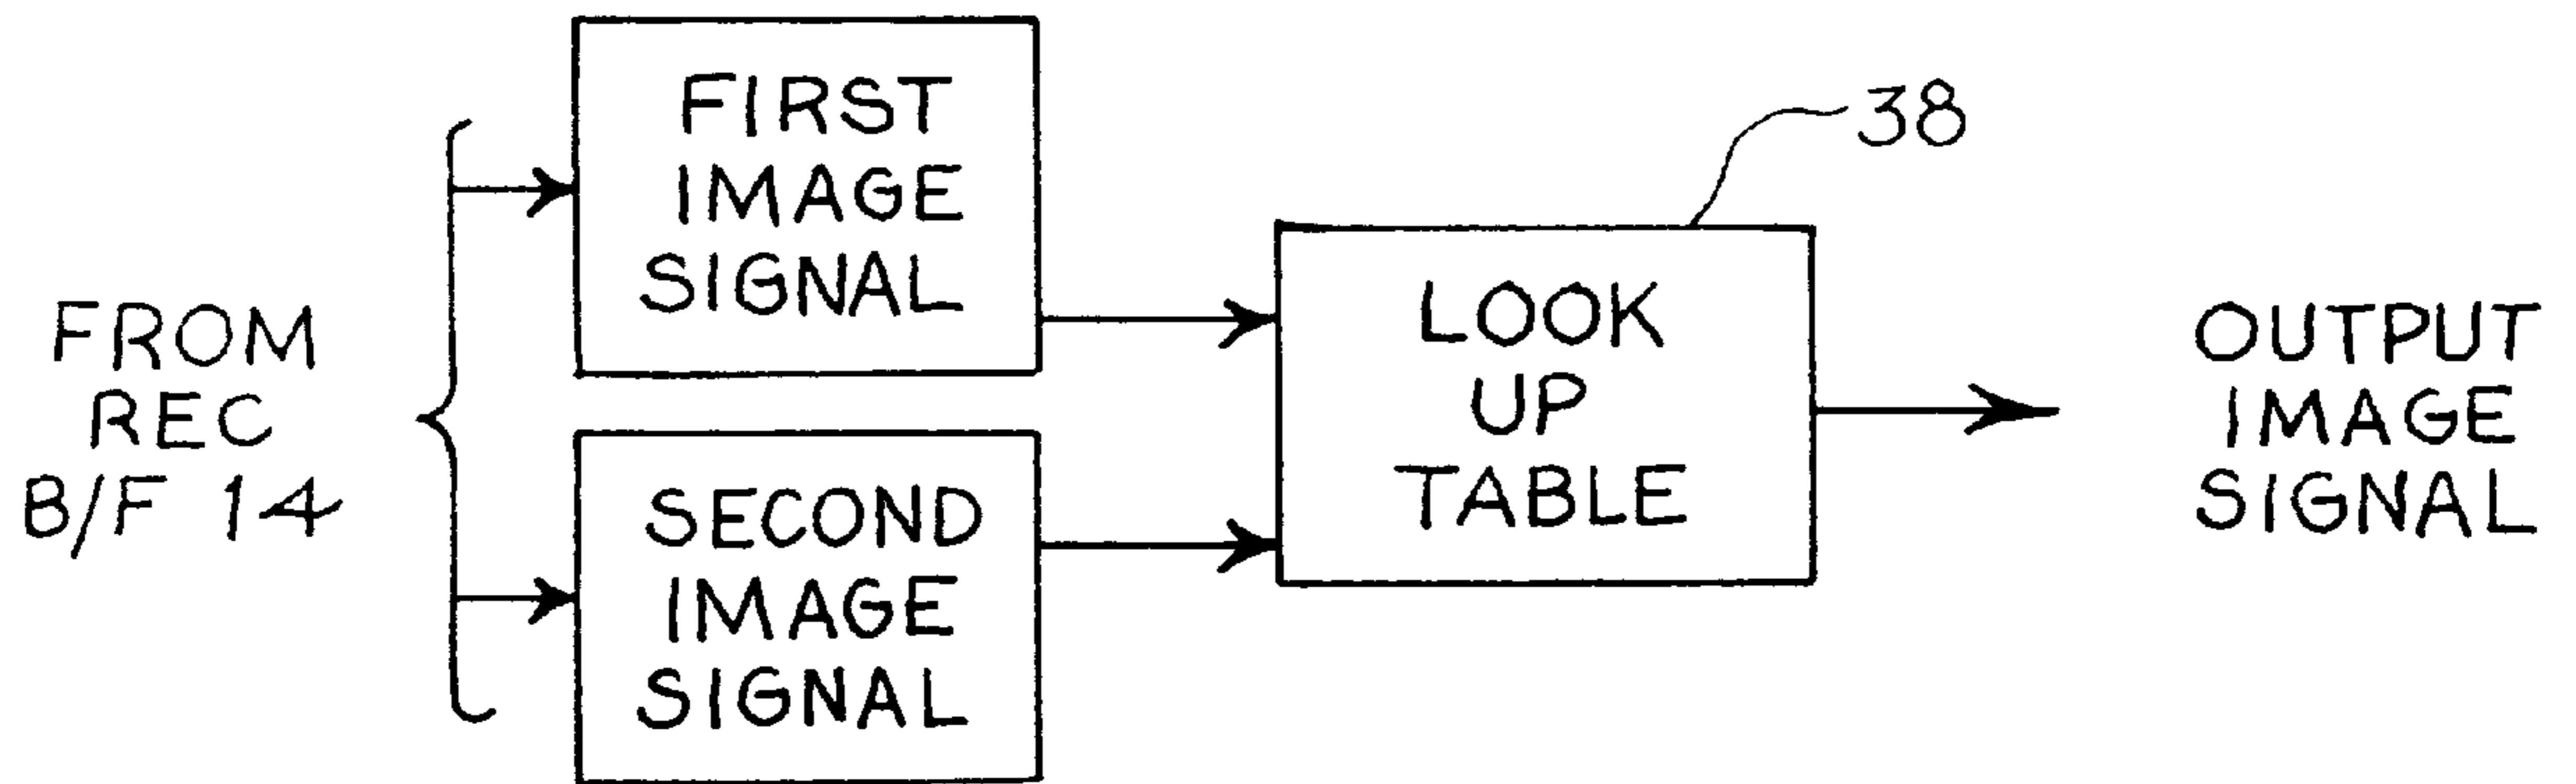 FROM
REC
B/F 14
FIRST
IMAGE
SIGNAL
SECOND
IMAGE
SIGNAL
38
LOOK
UP
TABLE
OUTPUT
IMAGE
SIGNAL